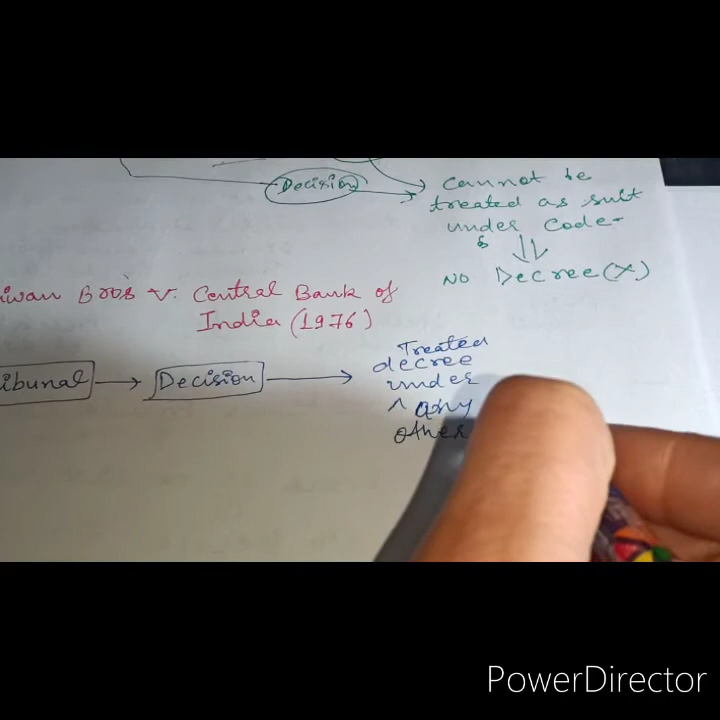 Decision
Cannot be
treated as suit
under Code-
No Decree (X)
iwan Bros v. Central Bank of
India (1976)
ibunal
Decision
Treated
decree
under
^ any
other
PowerDirector